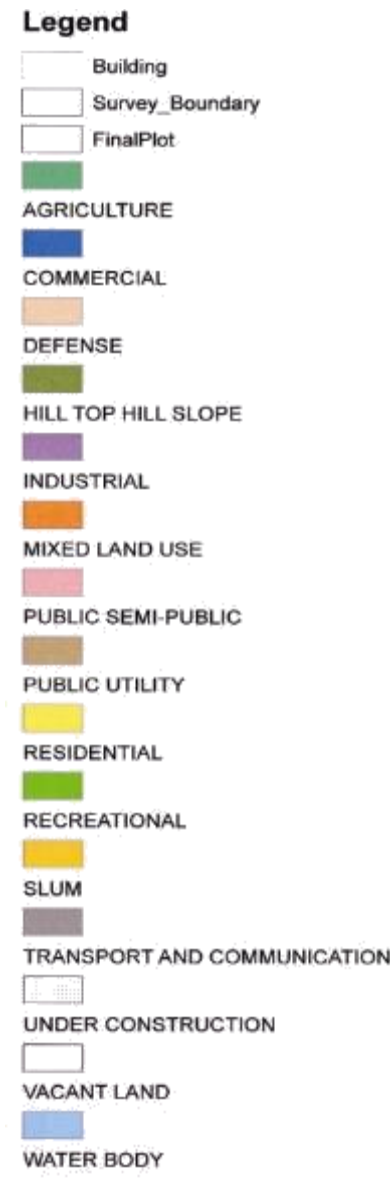 Legend
Building
Survey_Boundary
FinalPlot
AGRICULTURE
COMMERCIAL
DEFENSE
HILL TOP HILL SLOPE
INDUSTRIAL
MIXED LAND USE
PUBLIC SEMI-PUBLIC
PUBLIC UTILITY
RESIDENTIAL
RECREATIONAL
SLUM
TRANSPORT AND COMMUNICATION
UNDER CONSTRUCTION
VACANT LAND
WATER BODY